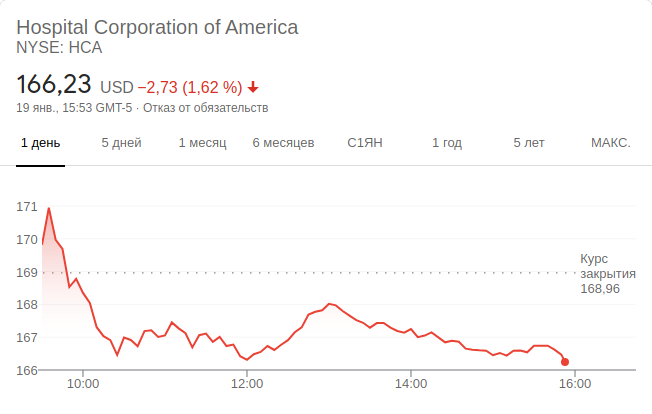 Hospital Corporation of America
NYSE: HCA
166,23 USD −2,73 (1,62 %)
19 янв., 15:53 GMT-5 · Отказ от обязательств
1 день 5 дней 1 месяц 6 месяцев С1ЯН 1 год 5 лет МАКС.
171
170
169
168
167
166
Курс
закрытия
168,96
10:00 12:00 14:00 16:00